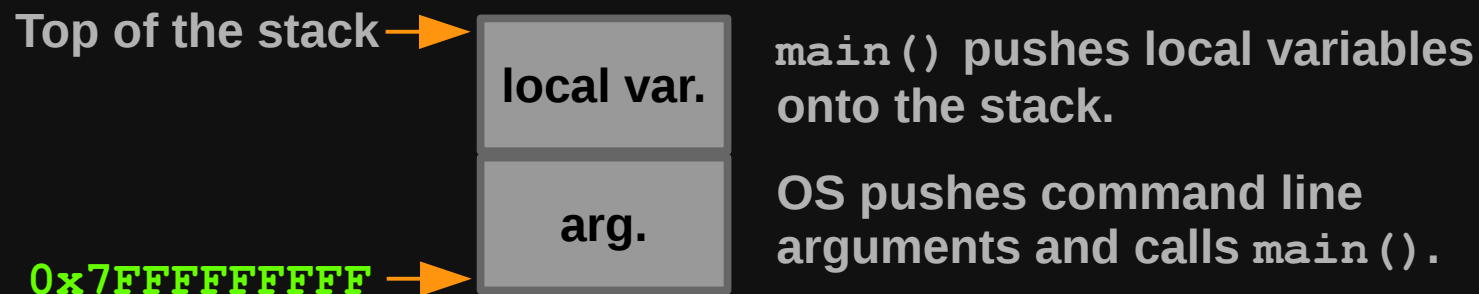 Top of the stack
local var.
main() pushes local variables
onto the stack.
arg.
OS pushes command line
arguments and calls main().
0x7FFFFFFFFF